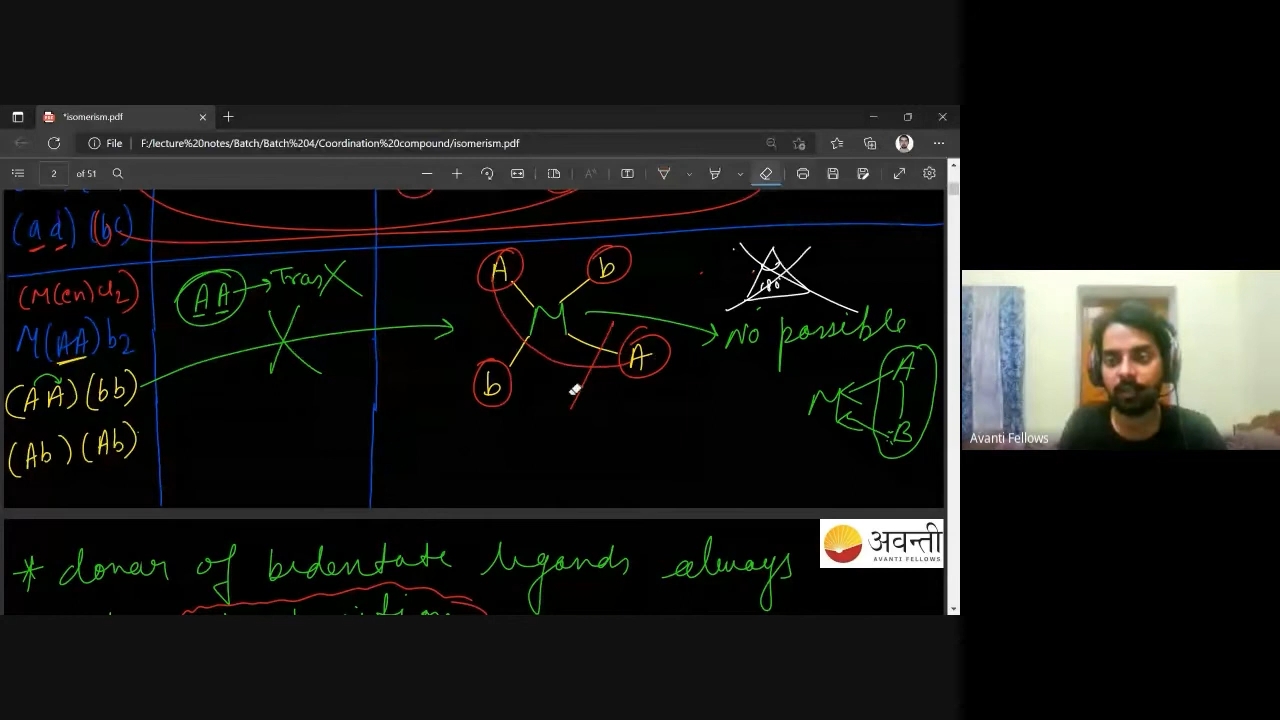 *isomerism.pdf
File F:/lecture%20notes/Batch/Batch%204/Coordination%20compound/isomerism.pdf
2 of 51
(ad) (bc)
(M(en)Cl2)
M(AA)b2
(AA)(bb)
(Ab)(Ab)
AA → Trans X
A b
M
b A
180°
No possible
A
M
B
Avanti Fellows
* donar of bidentate ligands always
अवन्ती
AVANTI FELLOWS